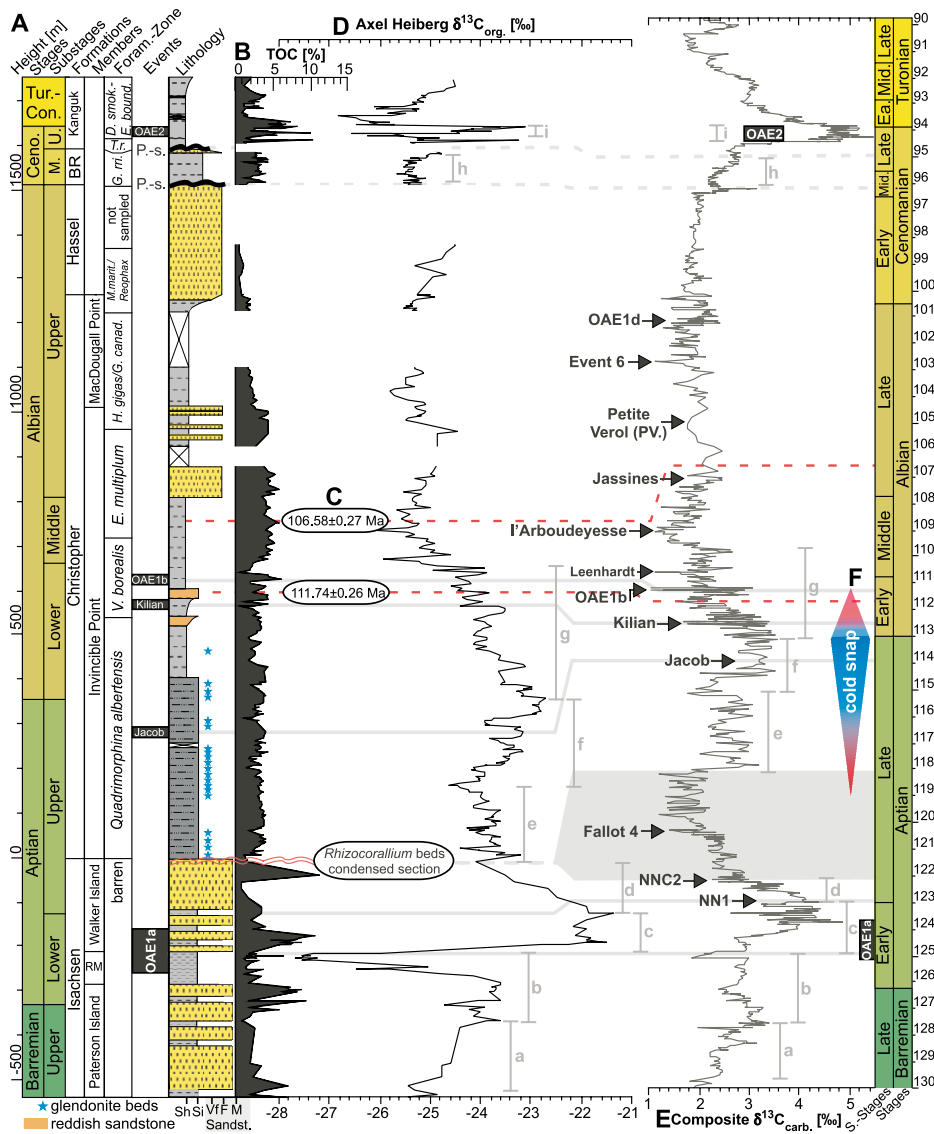 A
Height [m]
Stages
Substages
Formations
Members
Foram.-Zone
Events
Lithology
B
TOC [%]
0 5 10 15
D Axel Heiberg δ13Corg. [‰]
Tur.-
Con.
Ceno.
U.
M.
Kanguk
BR
D. smok.-
E. bound.
T.r.
G. rri.
OAE2
P.-s.
P.-s.
Hassel
not
sampled
M.marit./
Reophax
Albian
Upper
Middle
Lower
MacDougall Point
H. gigas/G. canad.
E. multiplum
Christopher
V. borealis
OAE1b
Kilian
Invincible Point
Quadrimorphina albertensis
Jacob
Aptian
Upper
Lower
barren
Walker Island
OAE1a
RM
Isachsen
Barremian
Upper
Paterson Island
1500
1000
500
0
-500
C
106.58±0.27 Ma
111.74±0.26 Ma
Rhizocorallium beds
condensed section
i
h
g
f
e
d
c
b
a
OAE2
OAE1d
Event 6
Petite
Verol (PV.)
Jassines
l'Arboudeyesse
Leenhardt
OAE1b
Kilian
Jacob
Fallot 4
NNC2
NN1
i
h
g
f
e
d
c
b
a
F
cold snap
OAE1a
Late
Mid.
Ea.
Turonian
Late
Mid.
Early
Cenomanian
Late
Middle
Early
Albian
Late
Early
Aptian
Late
Barremian
90
91
92
93
94
95
96
97
98
99
100
101
102
103
104
105
107
108
109
110
111
112
113
114
115
116
117
118
119
120
121
122
123
124
125
126
127
128
129
130
glendonite beds
reddish sandstone
Sh Si Vf F M
Sandst.
-28 -27 -26 -25 -24 -23 -22 -21
1 2 3 4 5
E Composite δ13Ccarb. [‰]
S.-Stages
Stages